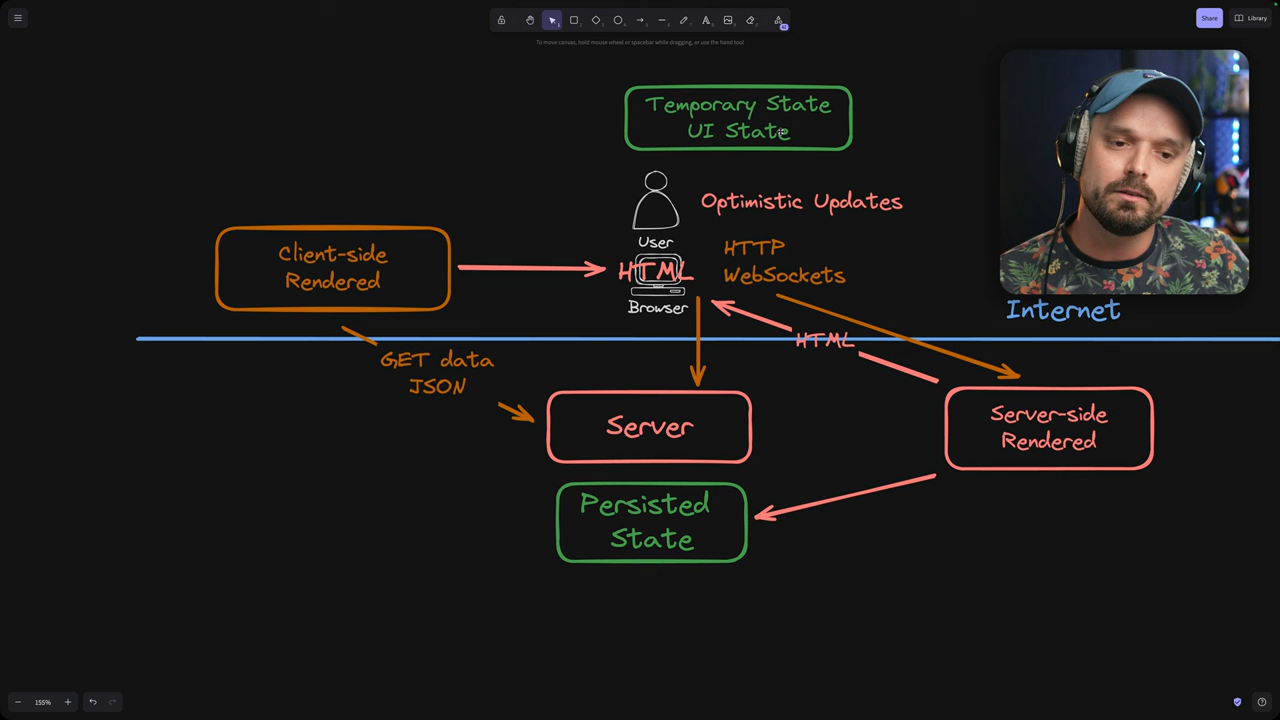 Share
Library
To move canvas, hold mouse wheel or spacebar while dragging, or use the hand tool
Temporary State
UI State
Optimistic Updates
User
HTTP
WebSockets
Client-side
Rendered
HTML
Browser
Internet
HTML
GET data
JSON
Server
Server-side
Rendered
Persisted
State
155%